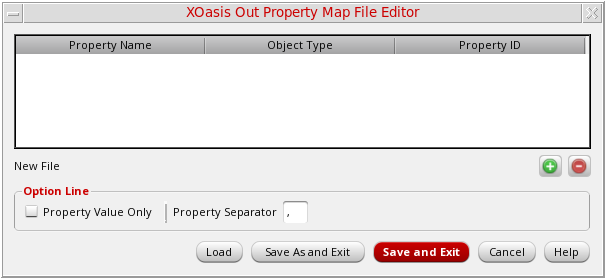 XOasis Out Property Map File Editor
Property Name Object Type Property ID
New File
Option Line
Property Value Only Property Separator ,
Load Save As and Exit Save and Exit Cancel Help